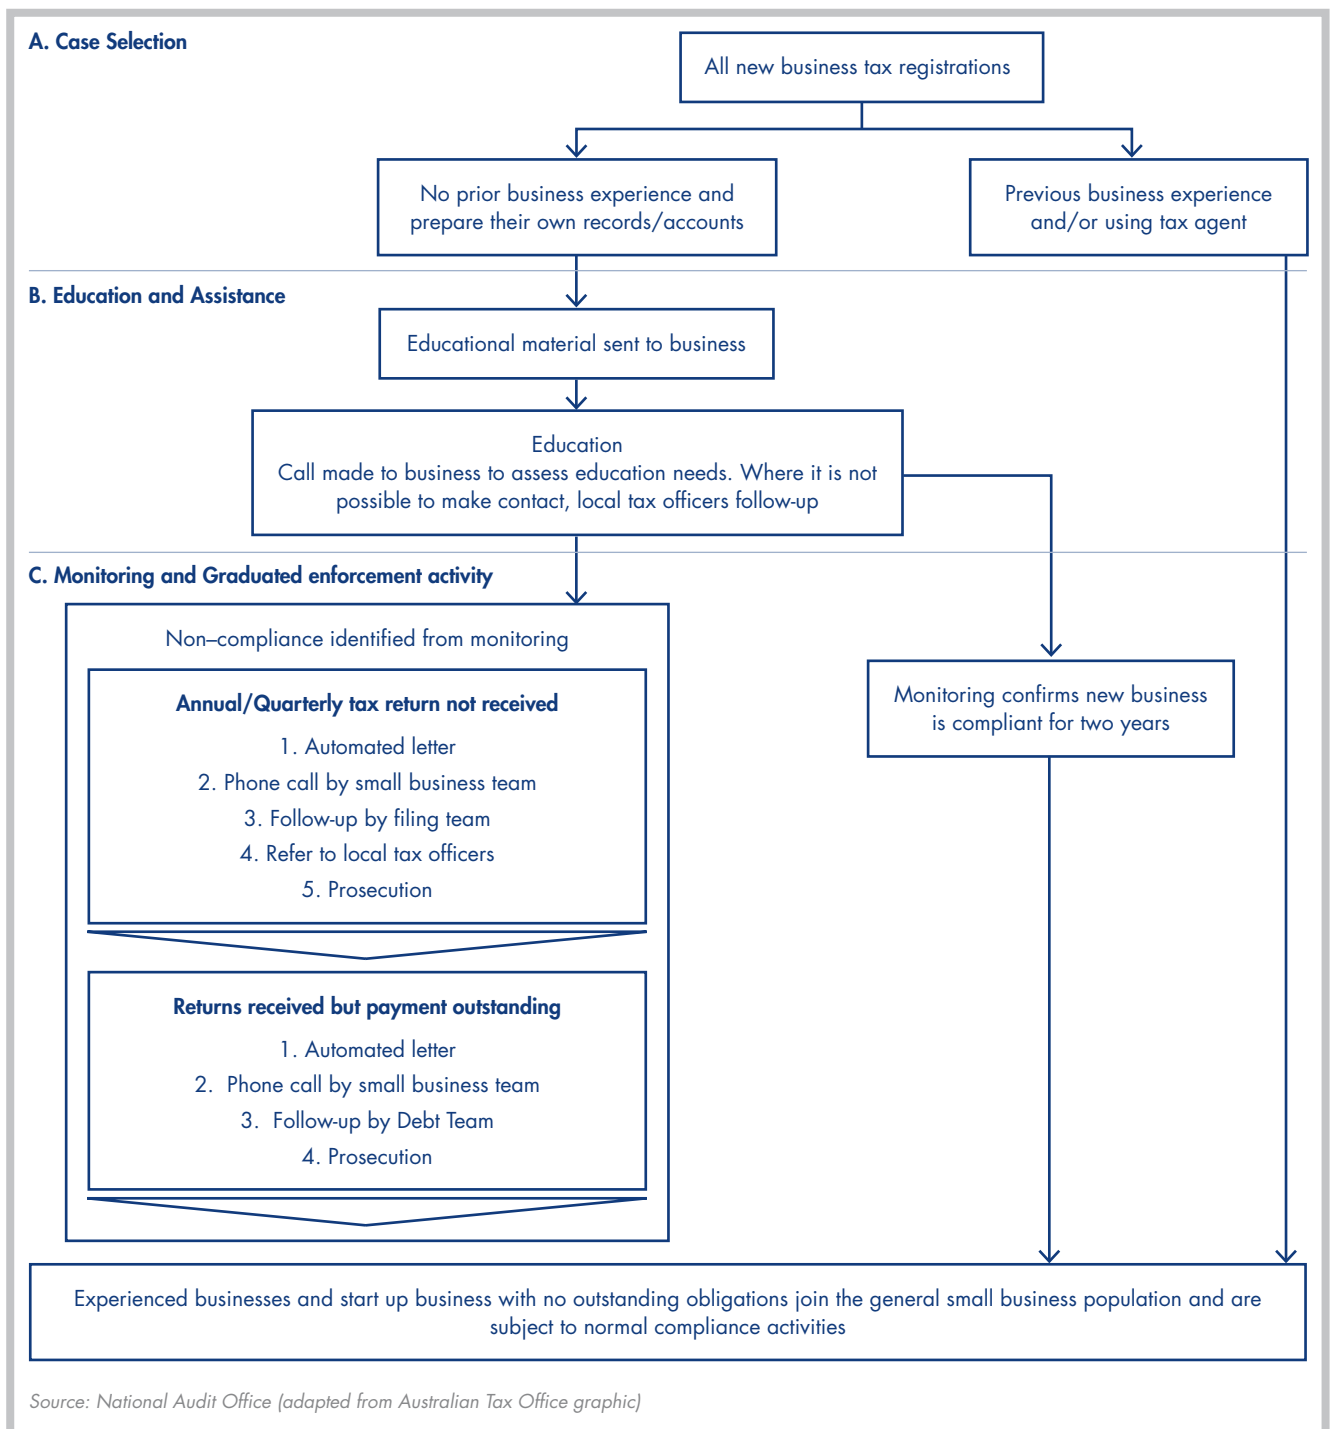 A. Case Selection
All new business tax registrations
No prior business experience and
prepare their own records/accounts
Previous business experience
and/or using tax agent
B. Education and Assistance
Educational material sent to business
Education
Call made to business to assess education needs. Where it is not
possible to make contact, local tax officers follow-up
C. Monitoring and Graduated enforcement activity
Non–compliance identified from monitoring
Annual/Quarterly tax return not received
1. Automated letter
2. Phone call by small business team
3. Follow-up by filing team
4. Refer to local tax officers
5. Prosecution
Monitoring confirms new business
is compliant for two years
Returns received but payment outstanding
1. Automated letter
2. Phone call by small business team
3. Follow-up by Debt Team
4. Prosecution
Experienced businesses and start up business with no outstanding obligations join the general small business population and are
subject to normal compliance activities
Source: National Audit Office (adapted from Australian Tax Office graphic)